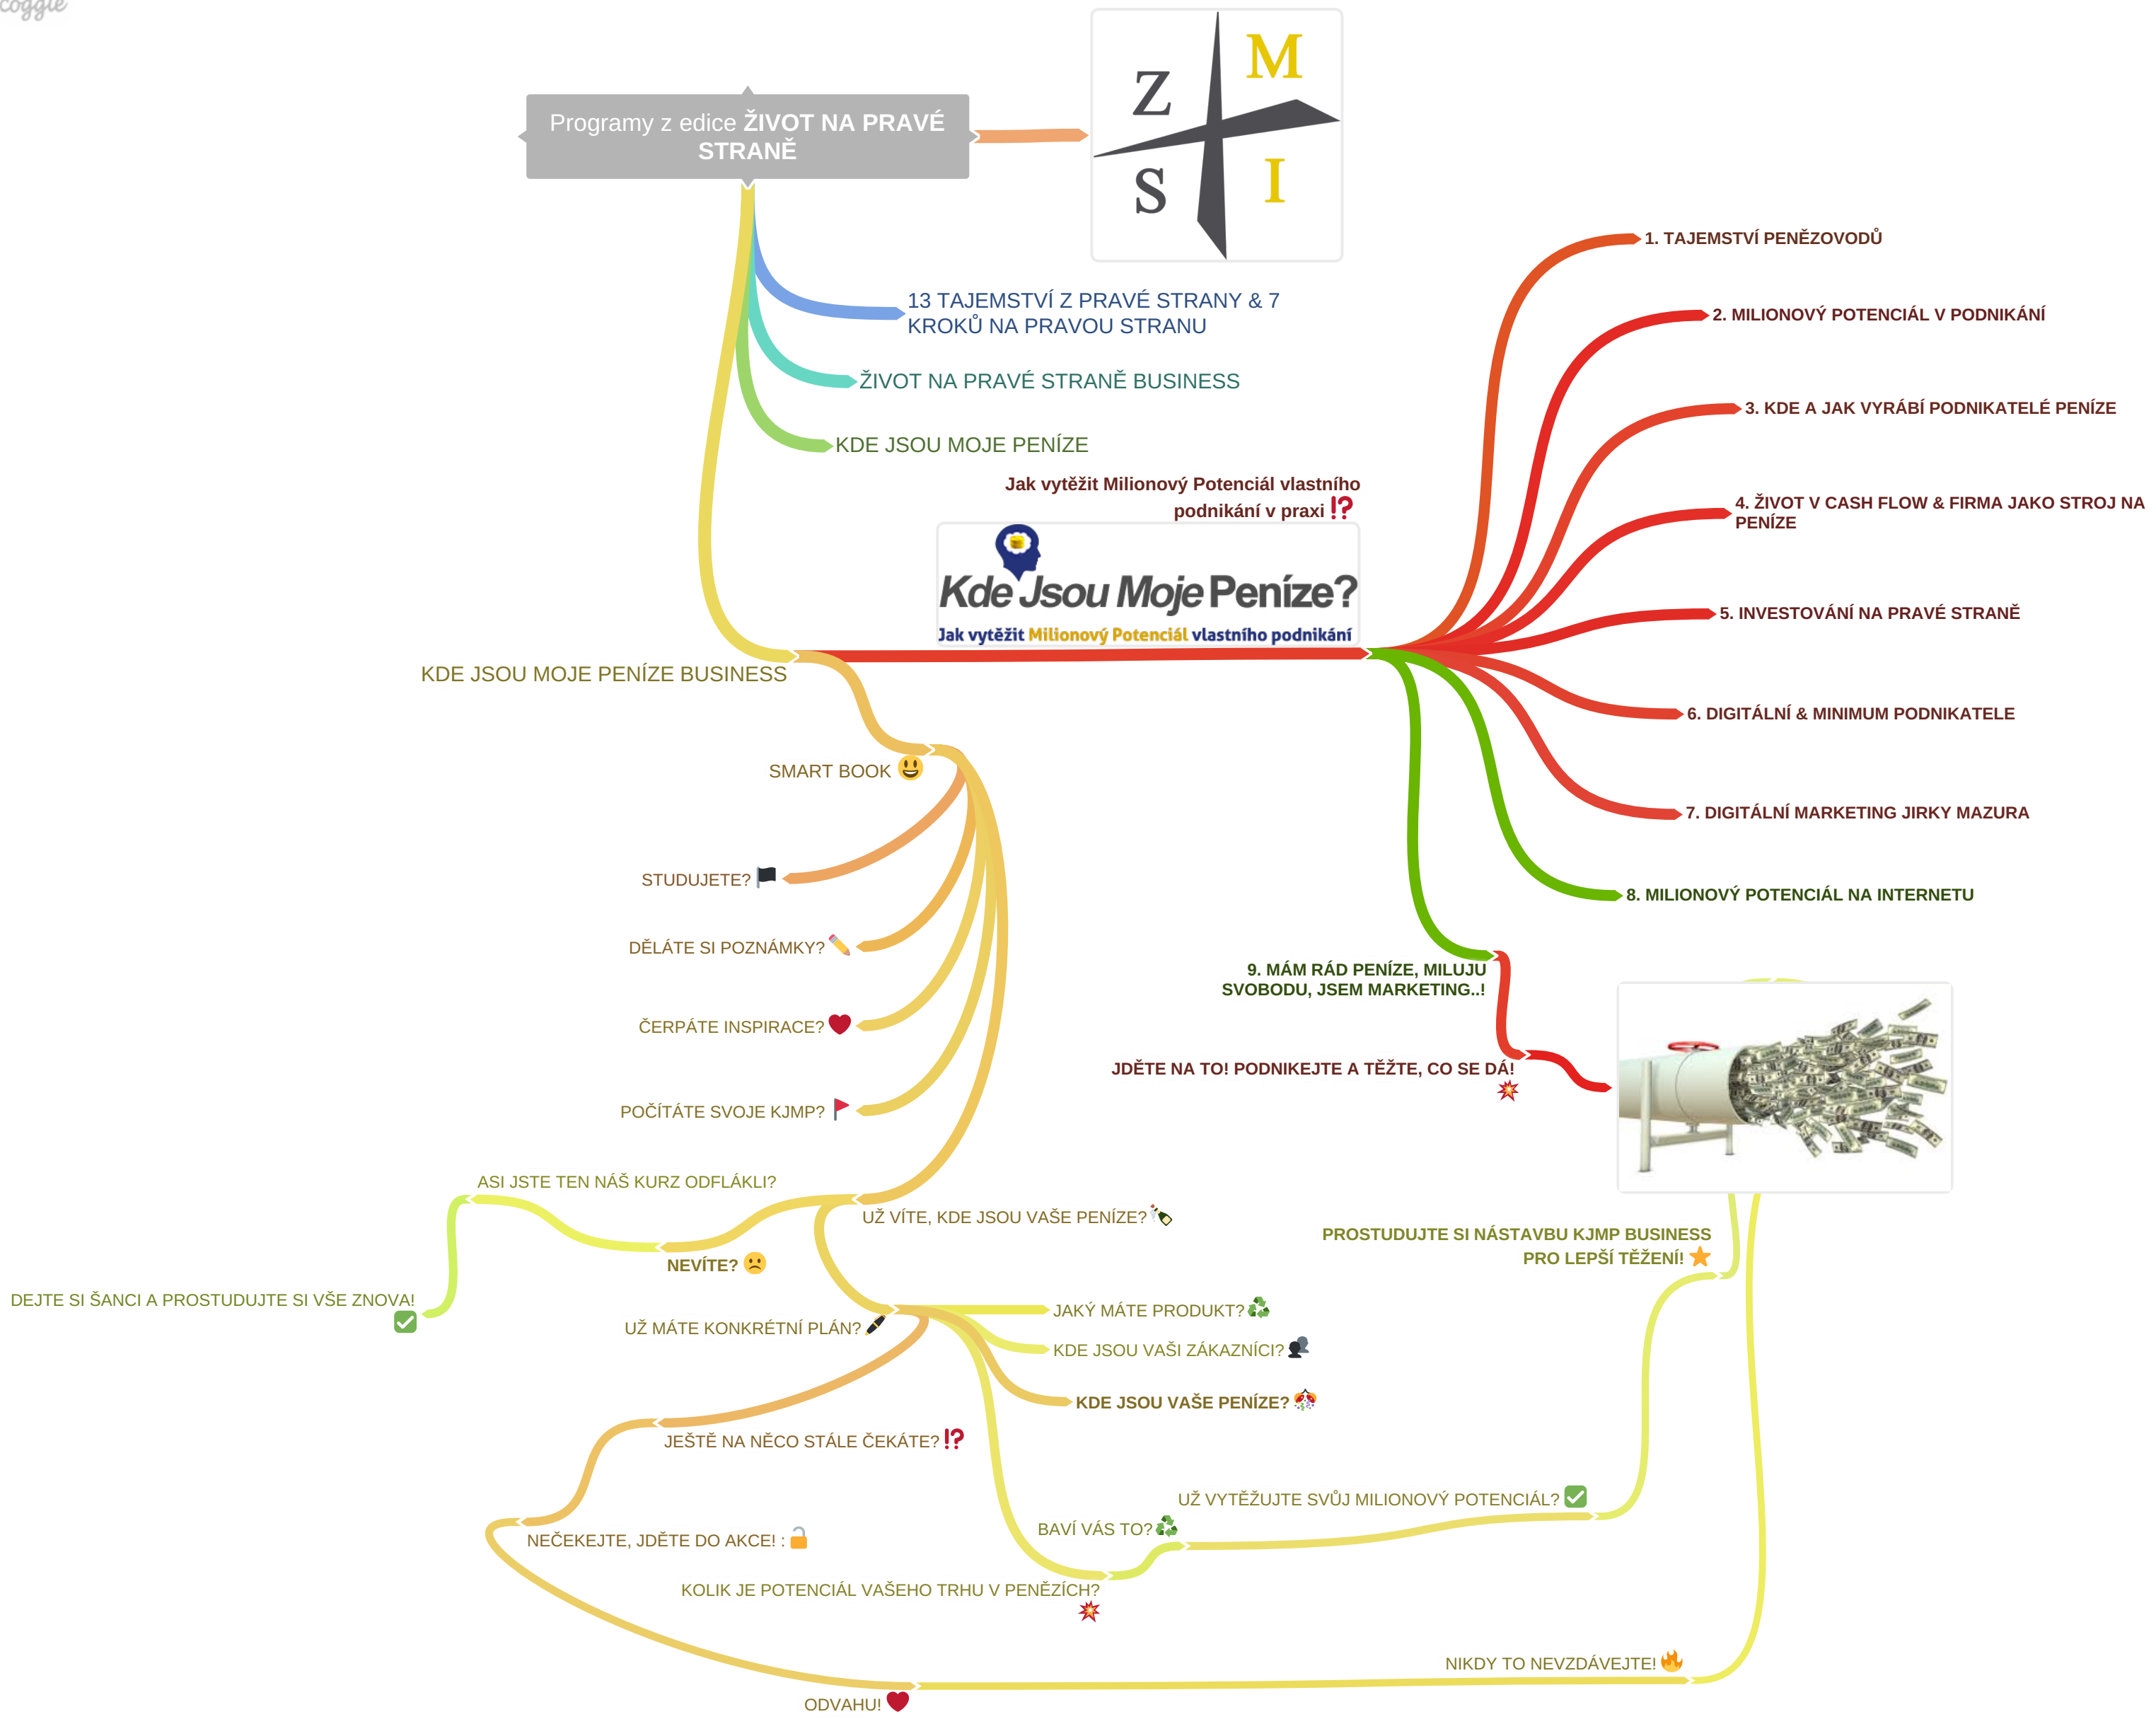 coggle
Programy z edice ŽIVOT NA PRAVÉ
STRANĚ
Z
M
S
I
13 TAJEMSTVÍ Z PRAVÉ STRANY & 7
KROKŮ NA PRAVOU STRANU
ŽIVOT NA PRAVÉ STRANĚ BUSINESS
KDE JSOU MOJE PENÍZE
Jak vytěžit Milionový Potenciál vlastního
podnikání v praxi ⁉
Kde Jsou Moje Peníze?
Jak vytěžit Milionový Potenciál vlastního podnikání
KDE JSOU MOJE PENÍZE BUSINESS
1. TAJEMSTVÍ PENĚZOVODŮ
2. MILIONOVÝ POTENCIÁL V PODNIKÁNÍ
3. KDE A JAK VYRÁBÍ PODNIKATELÉ PENÍZE
4. ŽIVOT V CASH FLOW & FIRMA JAKO STROJ NA
PENÍZE
5. INVESTOVÁNÍ NA PRAVÉ STRANĚ
6. DIGITÁLNÍ & MINIMUM PODNIKATELE
7. DIGITÁLNÍ MARKETING JIRKY MAZURA
8. MILIONOVÝ POTENCIÁL NA INTERNETU
9. MÁM RÁD PENÍZE, MILUJU
SVOBODU, JSEM MARKETING..!
JDĚTE NA TO! PODNIKEJTE A TĚŽTE, CO SE DÁ!
SMART BOOK
STUDUJETE?
DĚLÁTE SI POZNÁMKY?
ČERPÁTE INSPIRACE?
POČÍTÁTE SVOJE KJMP?
UŽ VÍTE, KDE JSOU VAŠE PENÍZE?
NEVÍTE?
ASI JSTE TEN NÁŠ KURZ ODFLÁKLI?
DEJTE SI ŠANCI A PROSTUDUJTE SI VŠE ZNOVA!
UŽ MÁTE KONKRÉTNÍ PLÁN?
JAKÝ MÁTE PRODUKT?
KDE JSOU VAŠI ZÁKAZNÍCI?
KDE JSOU VAŠE PENÍZE?
PROSTUDUJTE SI NÁSTAVBU KJMP BUSINESS
PRO LEPŠÍ TĚŽENÍ!
JEŠTĚ NA NĚCO STÁLE ČEKÁTE? ⁉
NEČEKEJTE, JDĚTE DO AKCE! :
UŽ VYTĚŽUJTE SVŮJ MILIONOVÝ POTENCIÁL?
BAVÍ VÁS TO?
KOLIK JE POTENCIÁL VAŠEHO TRHU V PENĚZÍCH?
NIKDY TO NEVZDÁVEJTE!
ODVAHU!